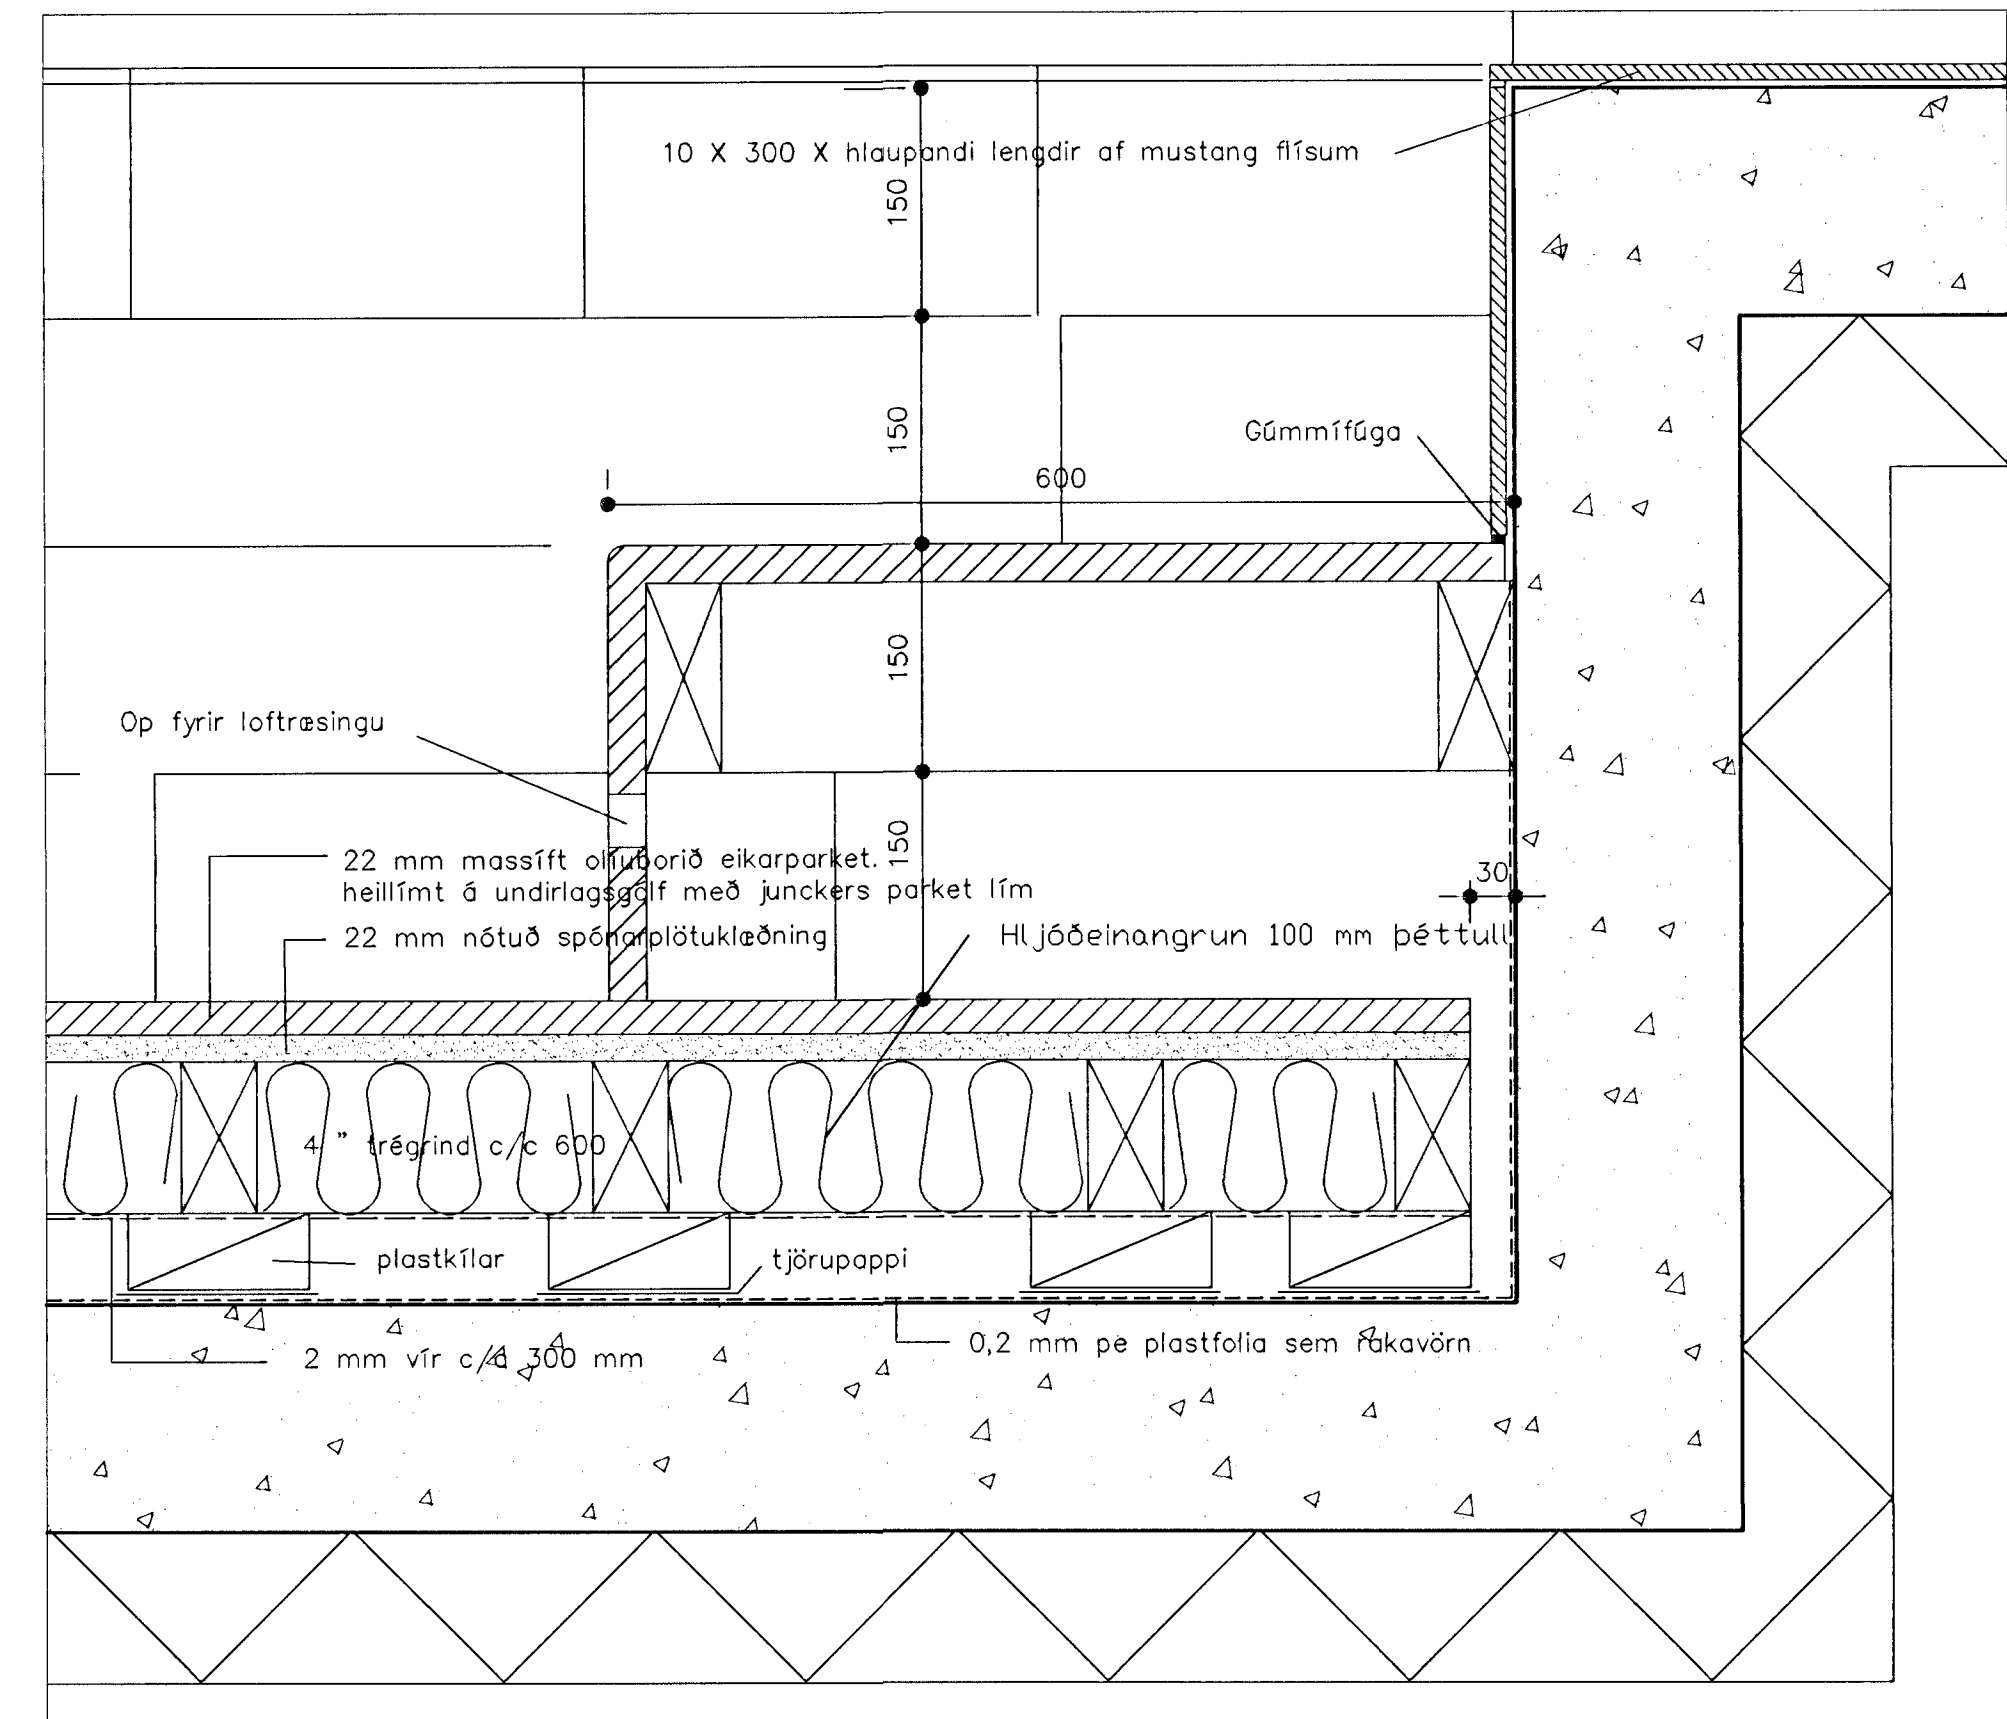 10 X 300 X hlaupandi lengdir af mustang flísum
150
Gúmmífúga
150
600
150
Op fyrir loftræsingu
150
22 mm massíft olíuborið eikarparket.
heillímt á undirlagsgólf með junckers parket lím
30
22 mm nótuð spónarplötuklæðning
Hljóðeinangrun 100 mm þéttull
4 " trégrind c/c 600
plastkílar
tjörupappi
0,2 mm pe plastfolia sem rakavörn
2 mm vír c/c 300 mm